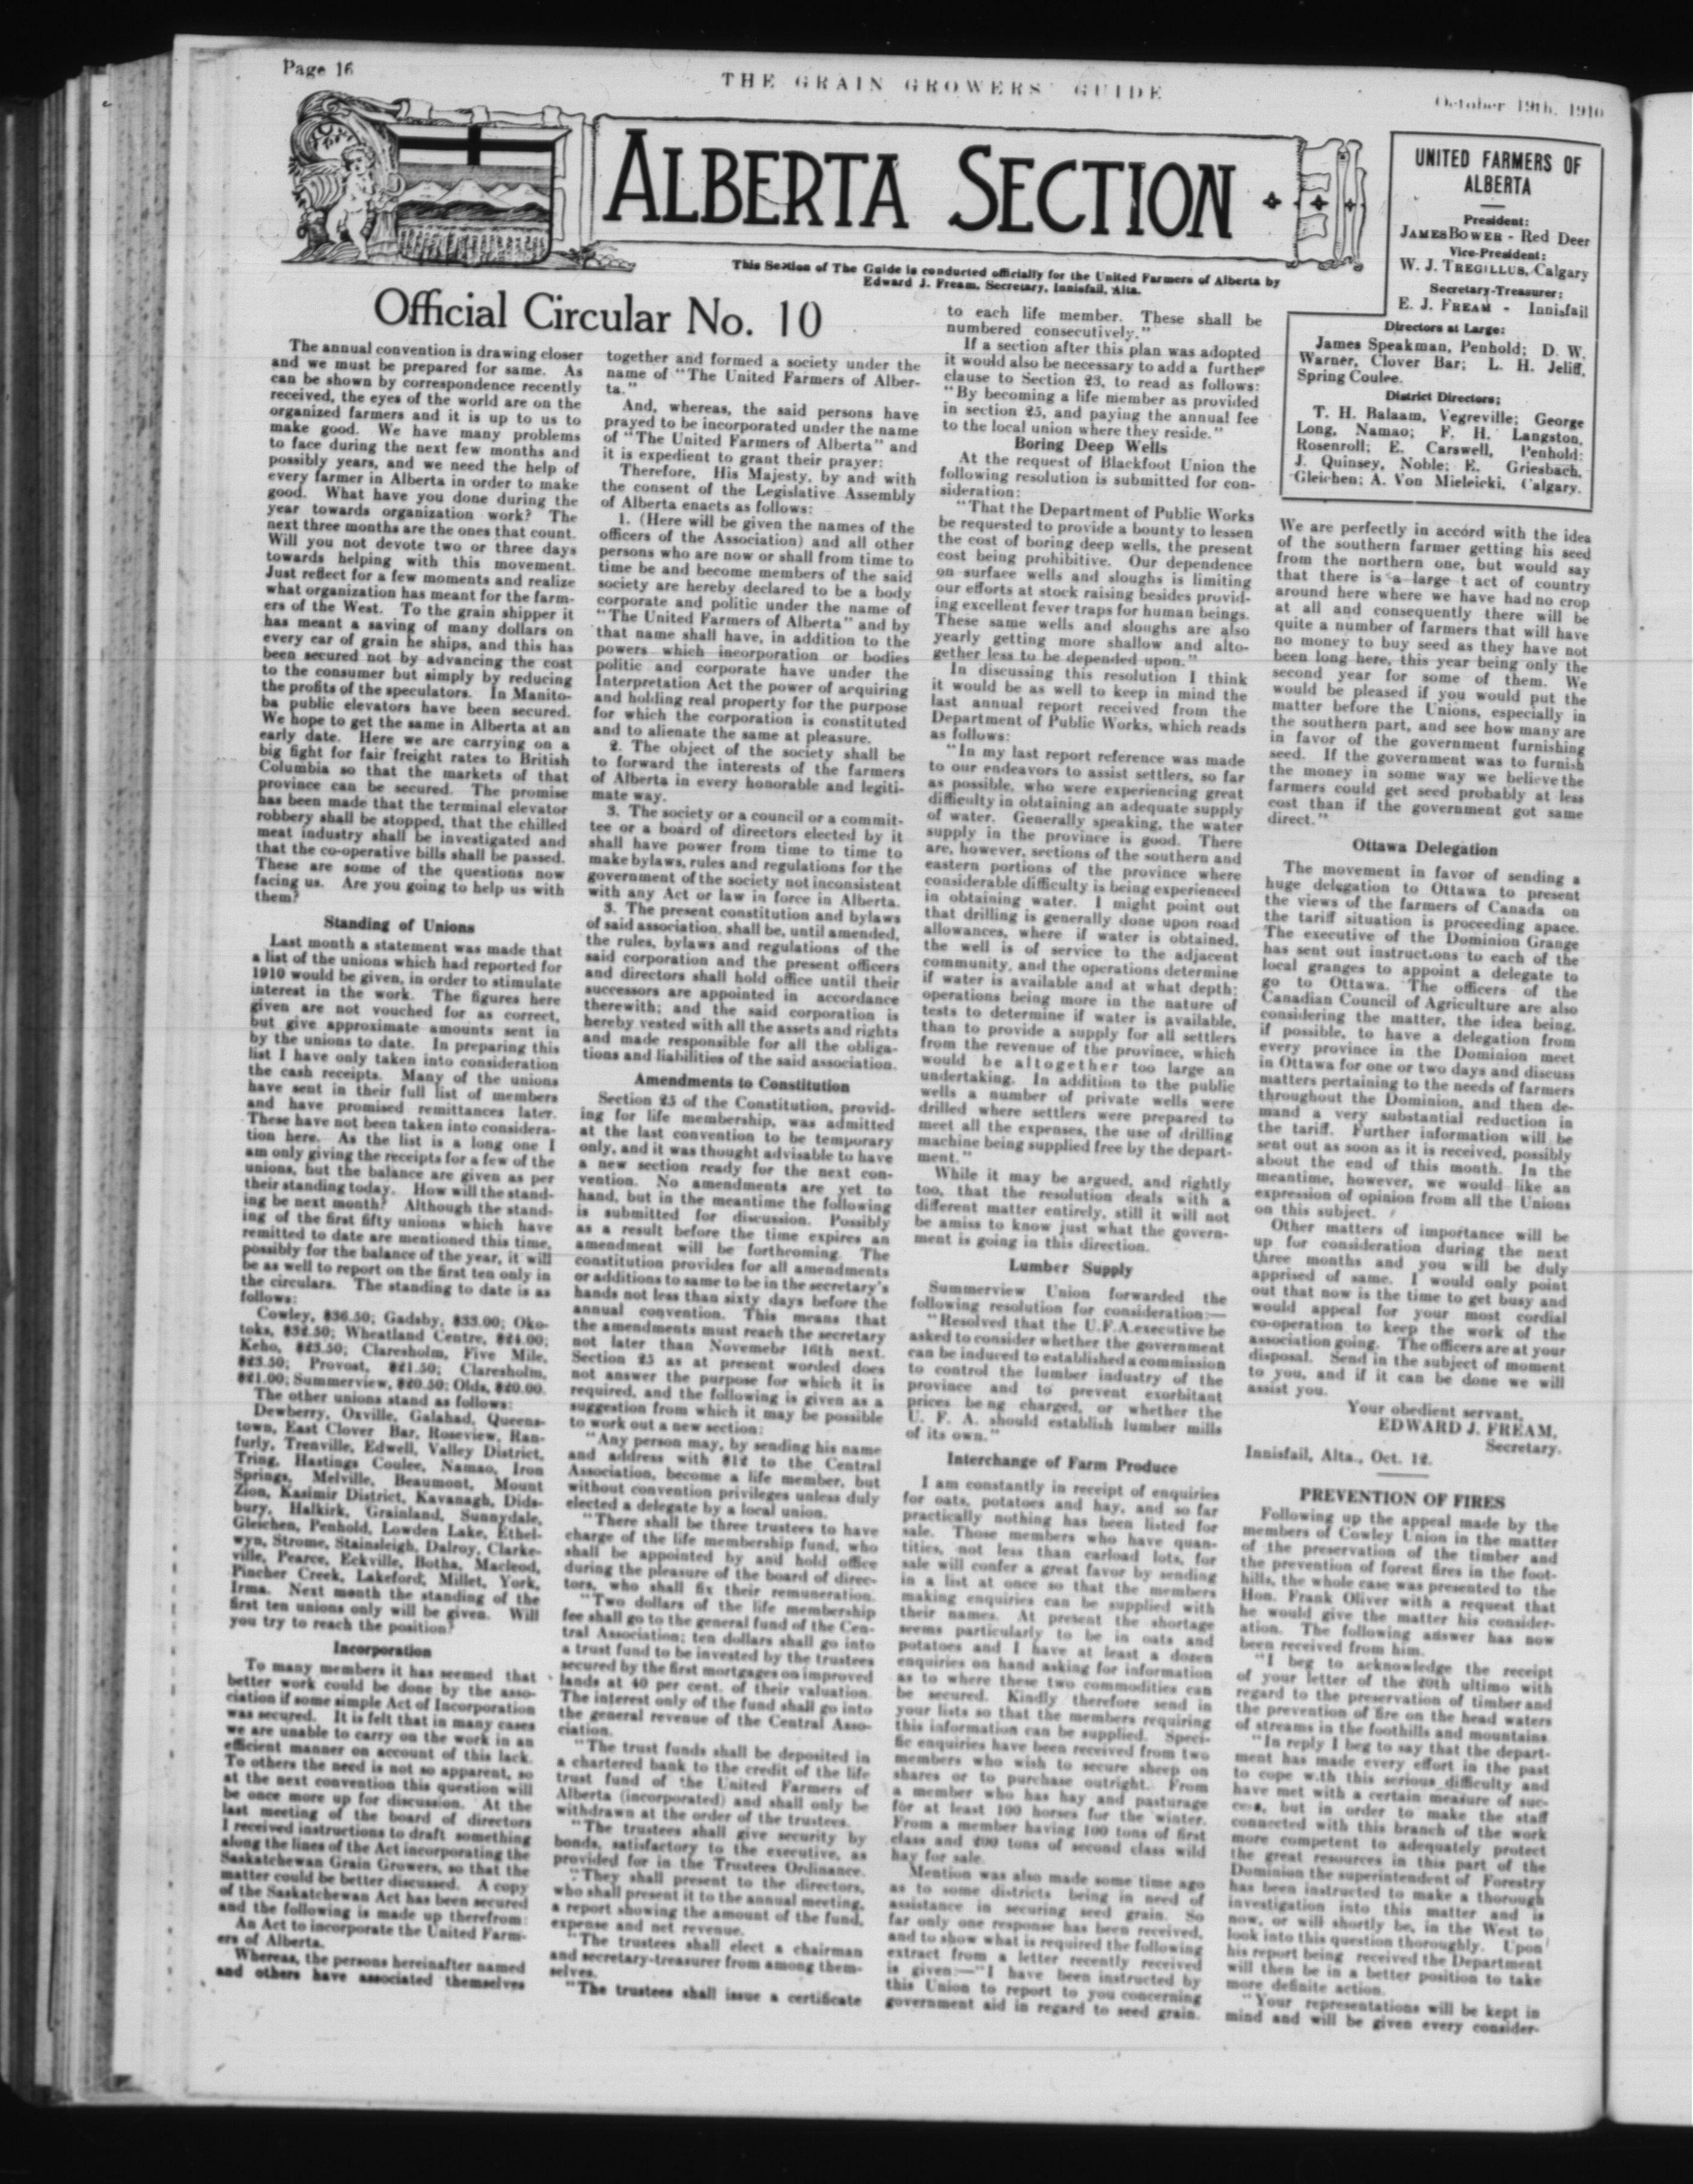 Page 16
THE GRAIN GROWERS' GUIDE
October 19th, 1910
ALBERTA SECTION
This Section of The Guide is conducted officially for the United Farmers of Alberta by
Edward J. Fream, Secretary, Innisfail, Alta.
UNITED FARMERS OF
ALBERTA
President:
JAMES BOWER - Red Deer
Vice-President:
W. J. TREGILLUS, Calgary
Secretary-Treasurer:
E. J. FREAM - Innisfail
Directors at Large:
James Speakman, Penhold; D. W.
Warner, Clover Bar; L. H. Jeliff,
Spring Coulee.
District Directors:
T. H. Balaam, Vegreville; George
Long, Namao; F. H. Langston,
Rosenroll; E. Carswell, Penhold;
J. Quinsey, Noble; E. Griesbach,
Gleichen; A. Von Mieleicki, Calgary.
Official Circular No. 10
The annual convention is drawing closer
and we must be prepared for same. As
can be shown by correspondence recently
received, the eyes of the world are on the
organized farmers and it is up to us to
make good. We have many problems
to face during the next few months and
possibly years, and we need the help of
every farmer in Alberta in order to make
good. What have you done during the
year towards organization work? The
next three months are the ones that count.
Will you not devote two or three days
towards helping with this movement.
Just reflect for a few moments and realize
what organization has meant for the farm-
ers of the West. To the grain shipper it
has meant a saving of many dollars on
every car of grain he ships, and this has
been secured not by advancing the cost
to the consumer but simply by reducing
the profits of the speculators. In Manito-
ba public elevators have been secured.
We hope to get the same in Alberta at an
early date. Here we are carrying on a
big fight for fair freight rates to British
Columbia so that the markets of that
province can be secured. The promise
has been made that the terminal elevator
robbery shall be stopped, that the chilled
meat industry shall be investigated and
that the co-operative bills shall be passed.
These are some of the questions now
facing us. Are you going to help us with
them?
Standing of Unions
Last month a statement was made that
a list of the unions which had reported for
1910 would be given, in order to stimulate
interest in the work. The figures here
given are not vouched for as correct,
but give approximate amounts sent in
by the unions to date. In preparing this
list I have only taken into consideration
the cash receipts. Many of the unions
have sent in their full list of members
and have promised remittances later.
These have not been taken into considera-
tion here. As the list is a long one I
am only giving the receipts for a few of the
unions, but the balance are given as per
their standing today. How will the stand-
ing be next month? Although the stand-
ing of the first fifty unions which have
remitted to date are mentioned this time,
possibly for the balance of the year, it will
be as well to report on the first ten only in
the circulars. The standing to date is as
follows:
Cowley, $36.50; Gadsby, $33.00; Oko-
toks, $32.50; Wheatland Centre, $24.00;
Keho, $23.50; Claresholm, Five Mile,
$23.50; Provost, $21.50; Claresholm,
$21.00; Summerview, $20.50; Olds, $20.00.
The other unions stand as follows:
Dewberry, Oxville, Galahad, Queens-
town, East Clover Bar, Roseview, Ran-
furly, Trenville, Edwell, Valley District,
Tring, Hastings Coulee, Namao, Iron
Springs, Melville, Beaumont, Mount
Zion, Kasimir District, Kavanagh, Dids-
bury, Halkirk, Grainland, Sunnydale,
Gleichen, Penhold, Lowden Lake, Ethel-
wyn, Strome, Stainsleigh, Dalroy, Clarke-
ville, Pearce, Eckville, Botha, Macleod,
Pincher Creek, Lakeford, Millet, York,
Irma. Next month the standing of the
first ten unions only will be given. Will
you try to reach the position?
Incorporation
To many members it has seemed that
better work could be done by the asso-
ciation if some simple Act of Incorporation
was secured. It is felt that in many cases
we are unable to carry on the work in an
efficient manner on account of this lack.
To others the need is not so apparent, so
at the next convention this question will
be once more up for discussion. At the
last meeting of the board of directors
I received instructions to draft something
along the lines of the Act incorporating the
Saskatchewan Grain Growers, so that the
matter could be better discussed. A copy
of the Saskatchewan Act has been secured
and the following is made up therefrom:
An Act to incorporate the United Farm-
ers of Alberta.
Whereas, the persons hereinafter named
and others have associated themselves
together and formed a society under the
name of "The United Farmers of Alber-
ta."
And, whereas, the said persons have
prayed to be incorporated under the name
of "The United Farmers of Alberta" and
it is expedient to grant their prayer:
Therefore, His Majesty, by and with
the consent of the Legislative Assembly
of Alberta enacts as follows:
1. (Here will be given the names of the
officers of the Association) and all other
persons who are now or shall from time to
time be and become members of the said
society are hereby declared to be a body
corporate and politic under the name of
"The United Farmers of Alberta" and by
that name shall have, in addition to the
powers which incorporation or bodies
politic and corporate have under the
Interpretation Act the power of acquiring
and holding real property for the purpose
for which the corporation is constituted
and to alienate the same at pleasure.
2. The object of the society shall be
to forward the interests of the farmers
of Alberta in every honorable and legiti-
mate way.
3. The society or a council or a commit-
tee or a board of directors elected by it
shall have power from time to time to
make bylaws, rules and regulations for the
government of the society not inconsistent
with any Act or law in force in Alberta.
3. The present constitution and bylaws
of said association, shall be, until amended,
the rules, bylaws and regulations of the
said corporation and the present officers
and directors shall hold office until their
successors are appointed in accordance
therewith; and the said corporation is
hereby vested with all the assets and rights
and made responsible for all the obliga-
tions and liabilities of the said association.
Amendments to Constitution
Section 25 of the Constitution, provid-
ing for life membership, was admitted
at the last convention to be temporary
only, and it was thought advisable to have
a new section ready for the next con-
vention. No amendments are yet to
hand, but in the meantime the following
is submitted for discussion. Possibly
as a result before the time expires an
amendment will be forthcoming. The
constitution provides for all amendments
or additions to same to be in the secretary's
hands not less than sixty days before the
annual convention. This means that
the amendments must reach the secretary
not later than Novemebr 16th next.
Section 25 as at present worded does
not answer the purpose for which it is
required, and the following is given as a
suggestion from which it may be possible
to work out a new section:
"Any person may, by sending his name
and address with $12 to the Central
Association, become a life member, but
without convention privileges unless duly
elected a delegate by a local union.
"There shall be three trustees to have
charge of the life membership fund, who
shall be appointed by and hold office
during the pleasure of the board of direc-
tors, who shall fix their remuneration.
"Two dollars of the life membership
fee shall go to the general fund of the Cen-
tral Association; ten dollars shall go into
a trust fund to be invested by the trustees
secured by the first mortgages on improved
lands at 40 per cent. of their valuation.
The interest only of the fund shall go into
the general revenue of the Central Asso-
ciation.
"The trust funds shall be deposited in
a chartered bank to the credit of the life
trust fund of the United Farmers of
Alberta (incorporated) and shall only be
withdrawn at the order of the trustees.
"The trustees shall give security by
bonds, satisfactory to the executive, as
provided for in the Trustees Ordinance.
"They shall present to the directors,
who shall present it to the annual meeting,
a report showing the amount of the fund,
expense and net revenue.
"The trustees shall elect a chairman
and secretary-treasurer from among them-
selves.
"The trustees shall issue a certificate
to each life member. These shall be
numbered consecutively."
If a section after this plan was adopted
it would also be necessary to add a further
clause to Section 23, to read as follows:
"By becoming a life member as provided
in section 25, and paying the annual fee
to the local union where they reside."
Boring Deep Wells
At the request of Blackfoot Union the
following resolution is submitted for con-
sideration:
"That the Department of Public Works
be requested to provide a bounty to lessen
the cost of boring deep wells, the present
cost being prohibitive. Our dependence
on surface wells and sloughs is limiting
our efforts at stock raising besides provid-
ing excellent fever traps for human beings.
These same wells and sloughs are also
yearly getting more shallow and alto-
gether less to be depended upon."
In discussing this resolution I think
it would be as well to keep in mind the
last annual report received from the
Department of Public Works, which reads
as follows:
"In my last report reference was made
to our endeavors to assist settlers, so far
as possible, who were experiencing great
difficulty in obtaining an adequate supply
of water. Generally speaking, the water
supply in the province is good. There
are, however, sections of the southern and
eastern portions of the province where
considerable difficulty is being experienced
in obtaining water. I might point out
that drilling is generally done upon road
allowances, where if water is obtained,
the well is of service to the adjacent
community, and the operations determine
if water is available and at what depth;
operations being more in the nature of
tests to determine if water is available,
than to provide a supply for all settlers
from the revenue of the province, which
would be altogether too large an
undertaking. In addition to the public
wells a number of private wells were
drilled where settlers were prepared to
meet all the expenses, the use of drilling
machine being supplied free by the depart-
ment."
While it may be argued, and rightly
too, that the resolution deals with a
different matter entirely, still it will not
be amiss to know just what the govern-
ment is going in this direction.
Lumber Supply
Summerview Union forwarded the
following resolution for consideration:—
"Resolved that the U.F.A.executive be
asked to consider whether the government
can be induced to established a commission
to control the lumber industry of the
province and to prevent exorbitant
prices be ng charged, or whether the
U. F. A. should establish lumber mills
of its own."
Interchange of Farm Produce
I am constantly in receipt of enquiries
for oats, potatoes and hay, and so far
practically nothing has been listed for
sale. Those members who have quan-
tities, not less than carload lots, for
sale will confer a great favor by sending
in a list at once so that the members
making enquiries can be supplied with
their names. At present the shortage
seems particularly to be in oats and
potatoes and I have at least a dozen
enquiries on hand asking for information
as to where these two commodities can
be secured. Kindly therefore send in
your lists so that the members requiring
this information can be supplied. Speci-
fic enquiries have been received from two
members who wish to secure sheep on
shares or to purchase outright. From
a member who has hay and pasturage
for at least 100 horses for the winter.
From a member having 100 tons of first
class and 200 tons of second class wild
hay for sale.
Mention was also made some time ago
as to some districts being in need of
assistance in securing seed grain. So
far only one response has been received,
and to show what is required the following
extract from a letter recently received
is given:—"I have been instructed by
this Union to report to you concerning
government aid in regard to seed grain.
We are perfectly in accord with the idea
of the southern farmer getting his seed
from the northern one, but would say
that there is a large t act of country
around here where we have had no crop
at all and consequently there will be
quite a number of farmers that will have
no money to buy seed as they have not
been long here, this year being only the
second year for some of them. We
would be pleased if you would put the
matter before the Unions, especially in
the southern part, and see how many are
in favor of the government furnishing
seed. If the government was to furnish
the money in some way we believe the
farmers could get seed probably at less
cost than if the government got same
direct."
Ottawa Delegation
The movement in favor of sending a
huge delegation to Ottawa to present
the views of the farmers of Canada on
the tariff situation is proceeding apace.
The executive of the Dominion Grange
has sent out instructions to each of the
local granges to appoint a delegate to
go to Ottawa. The officers of the
Canadian Council of Agriculture are also
considering the matter, the idea being,
if possible, to have a delegation from
every province in the Dominion meet
in Ottawa for one or two days and discuss
matters pertaining to the needs of farmers
throughout the Dominion, and then de-
mand a very substantial reduction in
the tariff. Further information will be
sent out as soon as it is received, possibly
about the end of this month. In the
meantime, however, we would like an
expression of opinion from all the Unions
on this subject.
Other matters of importance will be
up for consideration during the next
three months and you will be duly
apprised of same. I would only point
out that now is the time to get busy and
would appeal for your most cordial
co-operation to keep the work of the
association going. The officers are at your
disposal. Send in the subject of moment
to you, and if it can be done we will
assist you.
Your obedient servant,
EDWARD J. FREAM,
Secretary.
Innisfail, Alta., Oct. 12.
PREVENTION OF FIRES
Following up the appeal made by the
members of Cowley Union in the matter
of the preservation of the timber and
the prevention of forest fires in the foot-
hills, the whole case was presented to the
Hon. Frank Oliver with a request that
he would give the matter his consider-
ation. The following answer has now
been received from him.
"I beg to acknowledge the receipt
of your letter of the 20th ultimo with
regard to the preservation of timber and
the prevention of fire on the head waters
of streams in the foothills and mountains.
"In reply I beg to say that the depart-
ment has made every effort in the past
to cope w.th this serious difficulty and
have met with a certain measure of suc-
cess, but in order to make the staff
connected with this branch of the work
more competent to adequately protect
the great resources in this part of the
Dominion the superintendent of Forestry
has been instructed to make a thorough
investigation into this matter and is
now, or will shortly be, in the West to
look into this question thoroughly. Upon
his report being received the Department
will then be in a better position to take
more definite action.
"Your representations will be kept in
mind and will be given every consider-